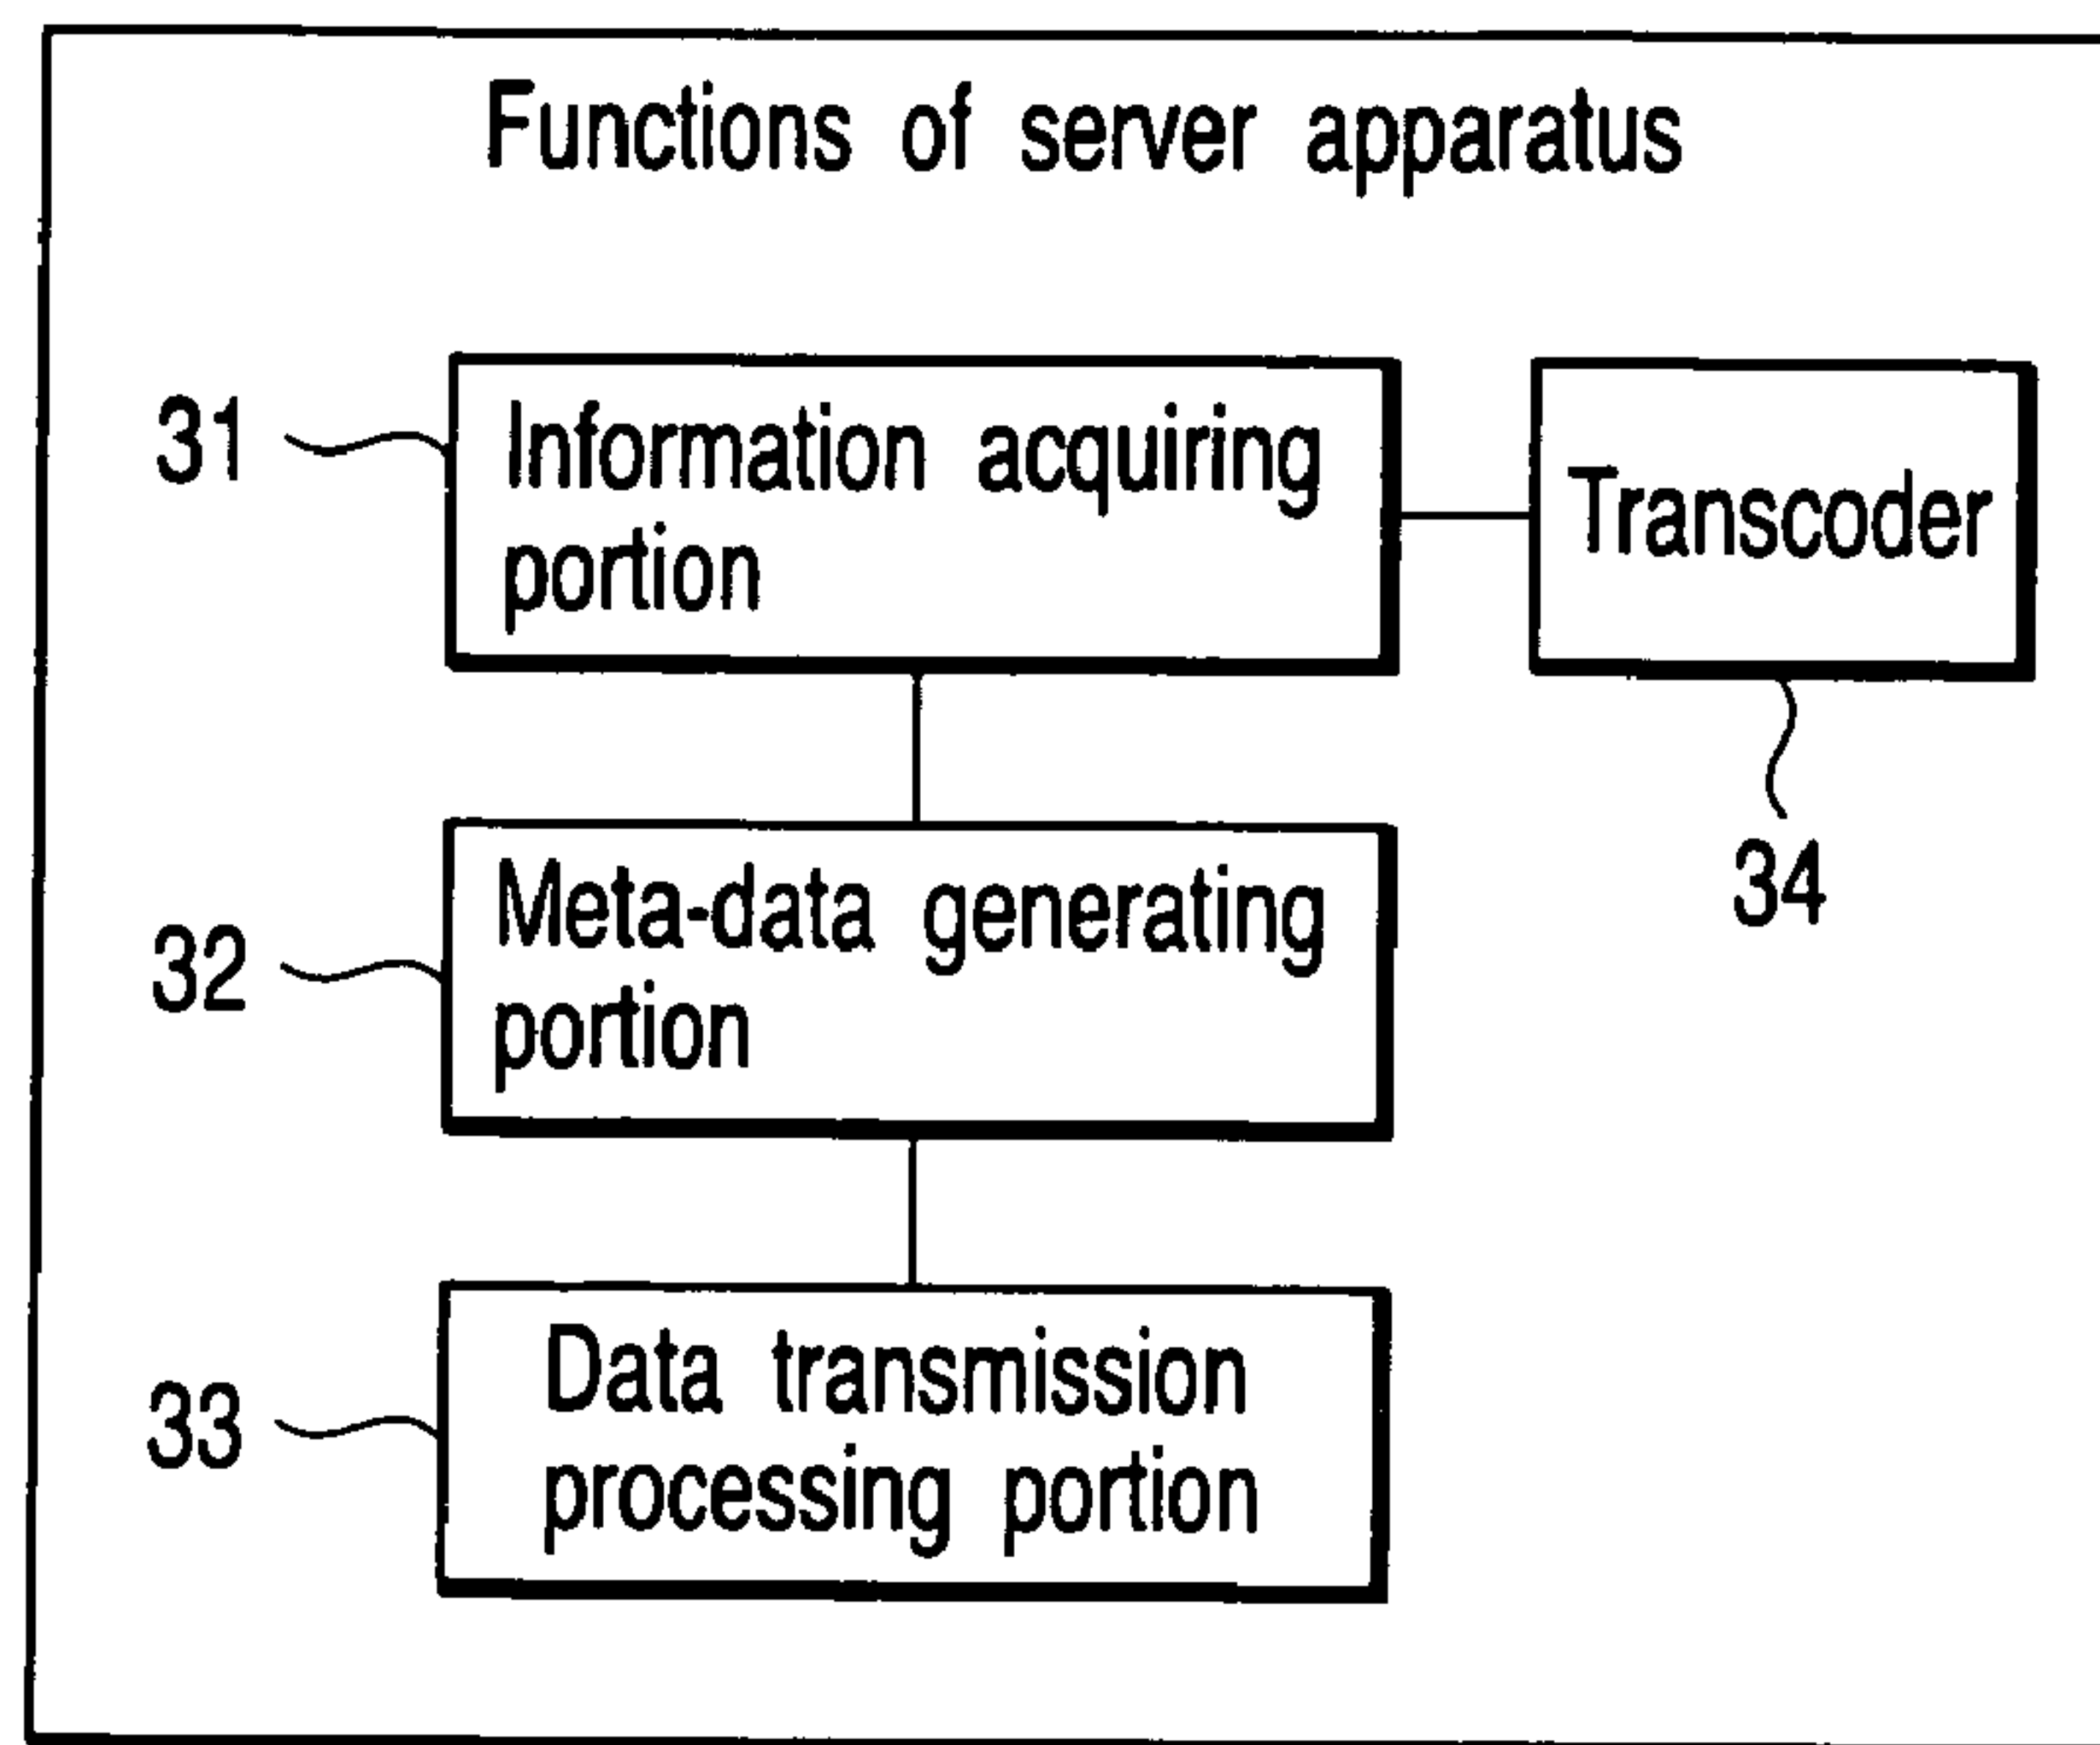 Functions of server apparatus
31
Information acquiring
portion
Transcoder
34
32
Meta-data generating
portion
33
Data transmission
processing portion